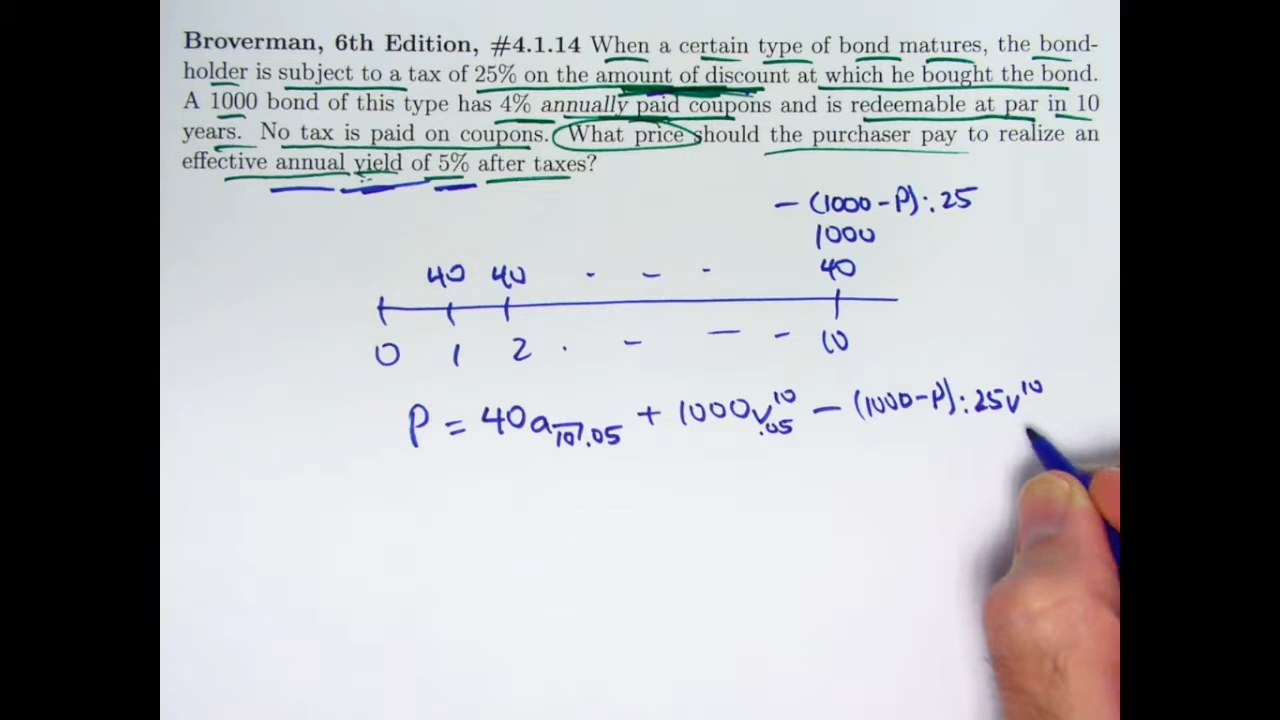 Broverman, 6th Edition, #4.1.14 When a certain type of bond matures, the bond-
holder is subject to a tax of 25% on the amount of discount at which he bought the bond.
A 1000 bond of this type has 4% annually paid coupons and is redeemable at par in 10
years. No tax is paid on coupons. What price should the purchaser pay to realize an
effective annual yield of 5% after taxes?
- (1000-P)·.25
1000
40 40 . - . 40
0 1 2 . - - - 10
P = 40a10⌉.05 + 1000v^10 .05 - (1000-P)·.25v^10